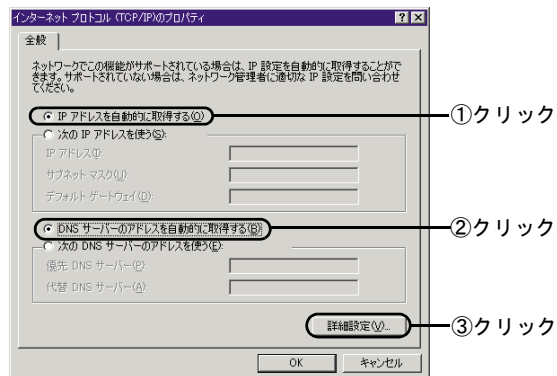 インターネット プロトコル (TCP/IP)のプロパティ
全般
ネットワークでこの機能がサポートされている場合は、IP 設定を自動的に取得することがで
きます。サポートされていない場合は、ネットワーク管理者に適切な IP 設定を問い合わせ
てください。
IP アドレスを自動的に取得する(O)
①クリック
次の IP アドレスを使う(S):
IP アドレス(I):
サブネット マスク(U):
デフォルト ゲートウェイ(D):
DNS サーバーのアドレスを自動的に取得する(B)
②クリック
次の DNS サーバーのアドレスを使う(E):
優先 DNS サーバー(P):
代替 DNS サーバー(A):
詳細設定(V)...
③クリック
OK
キャンセル